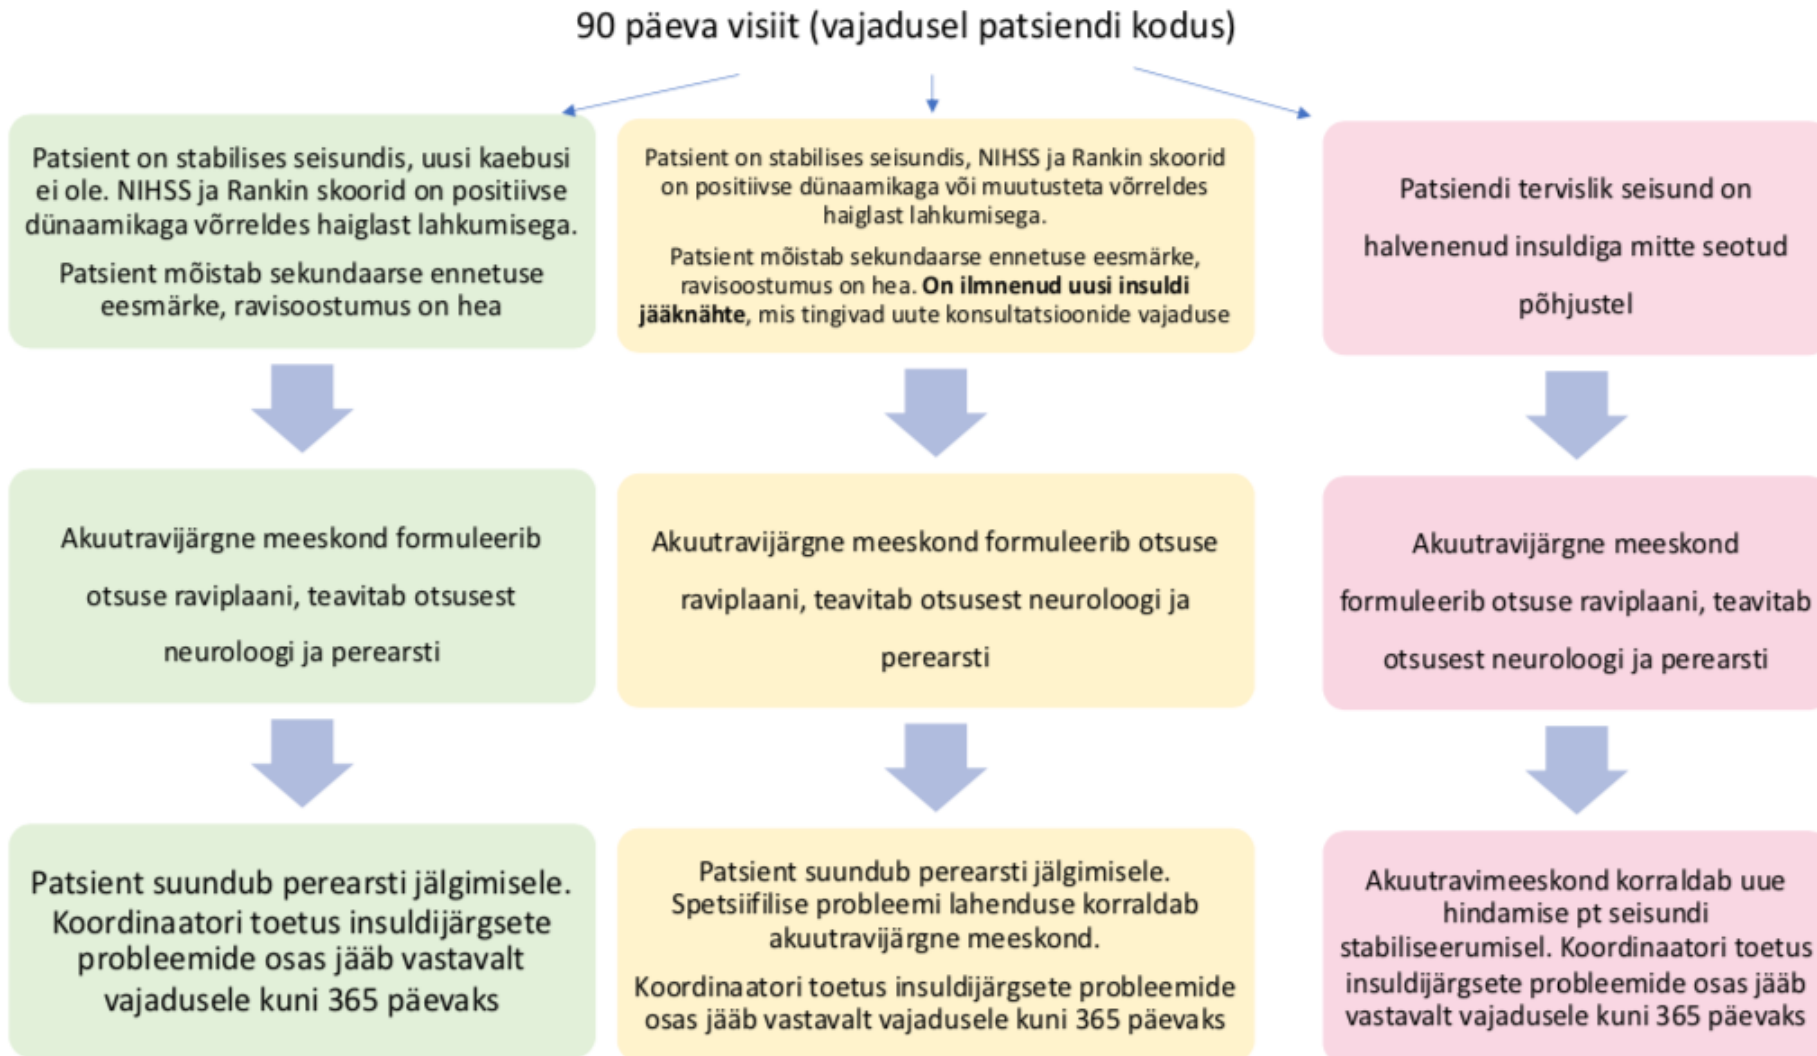 90 päeva visiit (vajadusel patsiendi kodus)
Patsient on stabilises seisundis, uusi kaebusi
ei ole. NIHSS ja Rankin skoorid on positiivse
dünaamikaga võrreldes haiglast lahkumisega.
Patsient mõistab sekundaarse ennetuse
eesmärke, ravisoostumus on hea
Akuutravijärgne meeskond formuleerib
otsuse raviplaani, teavitab otsusest
neuroloogi ja perearsti
Patsient suundub perearsti jälgimisele.
Koordinaatori toetus insuldijärgsete
probleemide osas jääb vastavalt
vajadusele kuni 365 päevaks
Patsient on stabilises seisundis, NIHSS ja Rankin skoorid
on positiivse dünaamikaga või muutusteta võrreldes
haiglast lahkumisega.
Patsient mõistab sekundaarse ennetuse eesmärke,
ravisoostumus on hea. On ilmnenud uusi insuldi
jääknähte, mis tingivad uute konsultatsioonide vajaduse
Akuutravijärgne meeskond formuleerib otsuse
raviplaani, teavitab otsusest neuroloogi ja
perearsti
Patsient suundub perearsti jälgimisele.
Spetsiifilise probleemi lahenduse korraldab
akuutravijärgne meeskond.
Koordinaatori toetus insuldijärgsete probleemide
osas jääb vastavalt vajadusele kuni 365 päevaks
Patsiendi tervislik seisund on
halvenenud insuldiga mitte seotud
põhjustel
Akuutravijärgne meeskond
formuleerib otsuse raviplaani, teavitab
otsusest neuroloogi ja perearsti
Akuutravimeeskond korraldab uue
hindamise pt seisundi
stabiliseerumisel. Koordinaatori toetus
insuldijärgsete probleemide osas jääb
vastavalt vajadusele kuni 365 päevaks